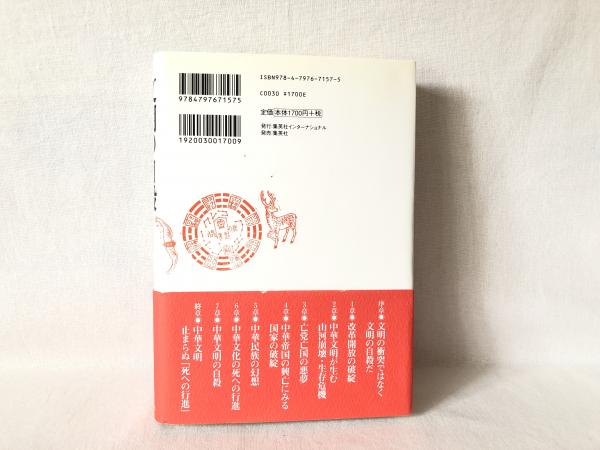 ISBN978-4-7976-7157-5
C0030 ¥1700E
定価 本体1700円+税
発行:集英社インターナショナル
発売:集英社
9784797671575
1920030017009
序章●文明の衝突ではなく
文明の自殺だ
1章●改革開放の破綻
2章●中華文明が生む
山河崩壊・生存危機
3章●亡党亡国の悪夢
4章●中華帝国の興亡にみる
国家の破綻
5章●中華民族の幻想
6章●中華文化の死への行進
7章●中華文明の自殺
終章●中華文明
止まらぬ「死への行進」